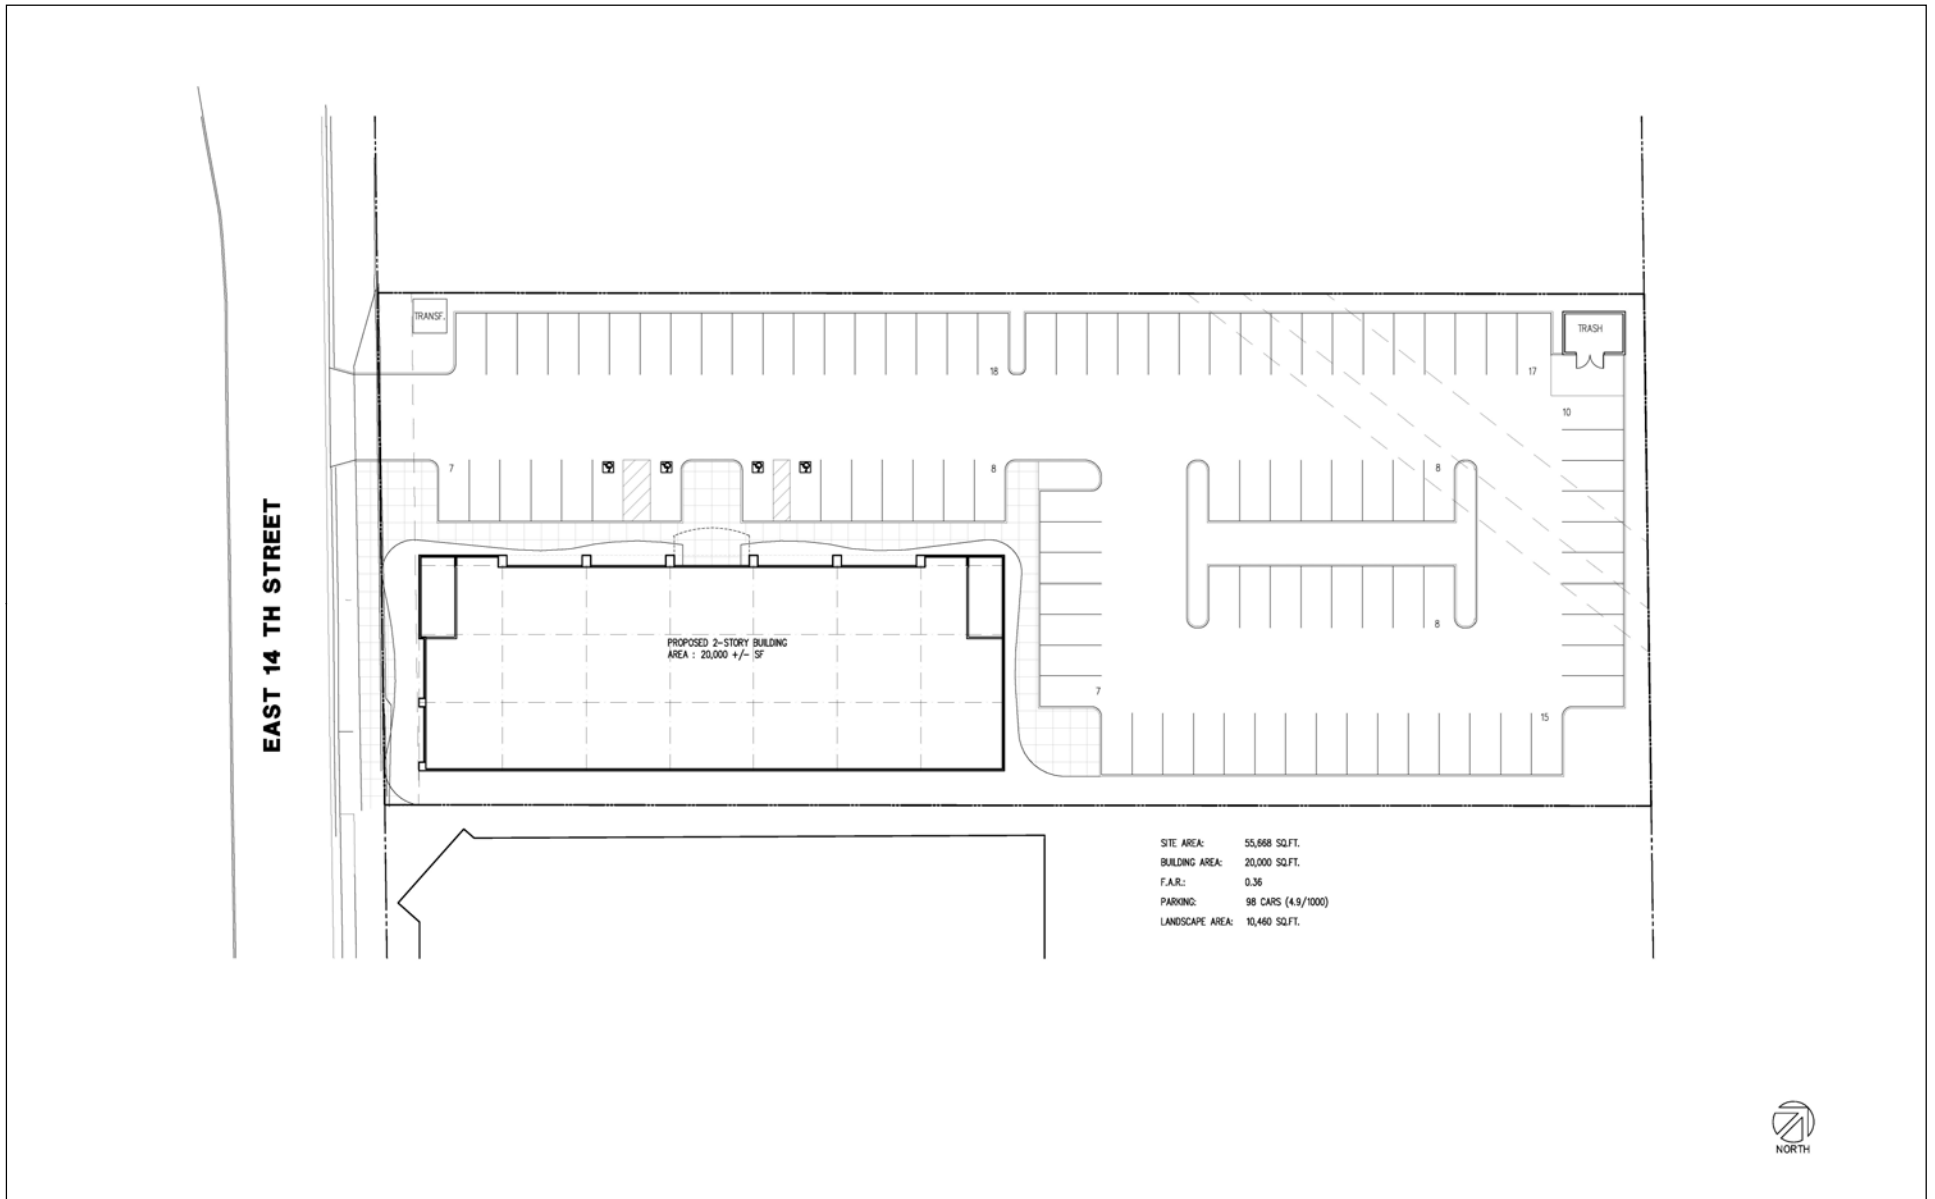 TRANSF.
TRASH
18
17
10
7
8
8
EAST 14 TH STREET
PROPOSED 2-STORY BUILDING
AREA : 20,000 +/- SF
8
7
15
SITE AREA: 55,668 SQ.FT.
BUILDING AREA: 20,000 SQ.FT.
F.A.R.: 0.36
PARKING: 98 CARS (4.9/1000)
LANDSCAPE AREA: 10,460 SQ.FT.
NORTH